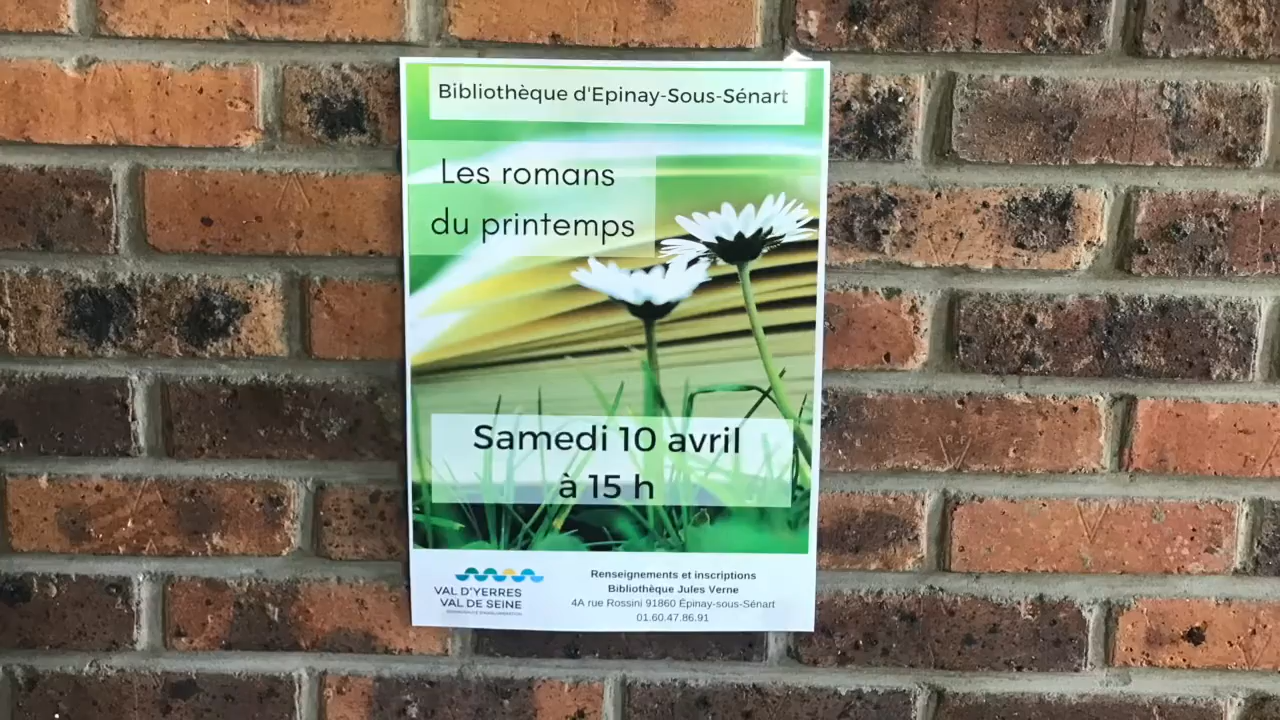 Bibliothèque d'Epinay-Sous-Sénart
Les romans
du printemps
Samedi 10 avril
à 15 h
VAL D'YERRES
VAL DE SEINE
Renseignements et inscriptions
Bibliothèque Jules Verne
4A rue Rossini 91860 Épinay-sous-Sénart
01.60.47.86.91